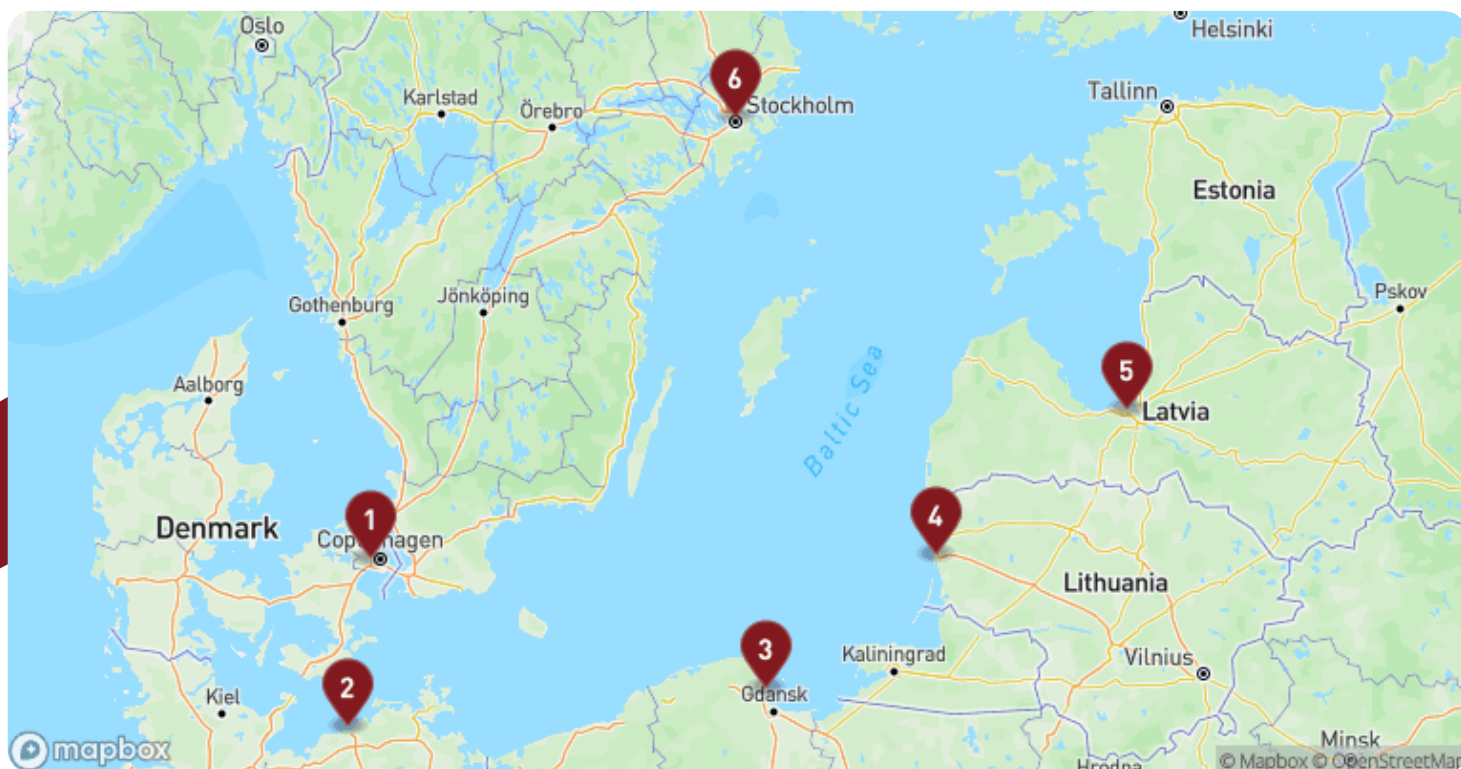 Oslo
Helsinki
6
Karlstad
Örebro
Stockholm
Tallinn
Estonia
Gothenburg
Jönköping
Pskov
Aalborg
5
Latvia
Baltic Sea
Denmark
1
Copenhagen
4
Lithuania
3
Kaliningrad
Vilnius
2
Kiel
Gdansk
Minsk
mapbox
Hrodna
© Mapbox © OpenStreetMap